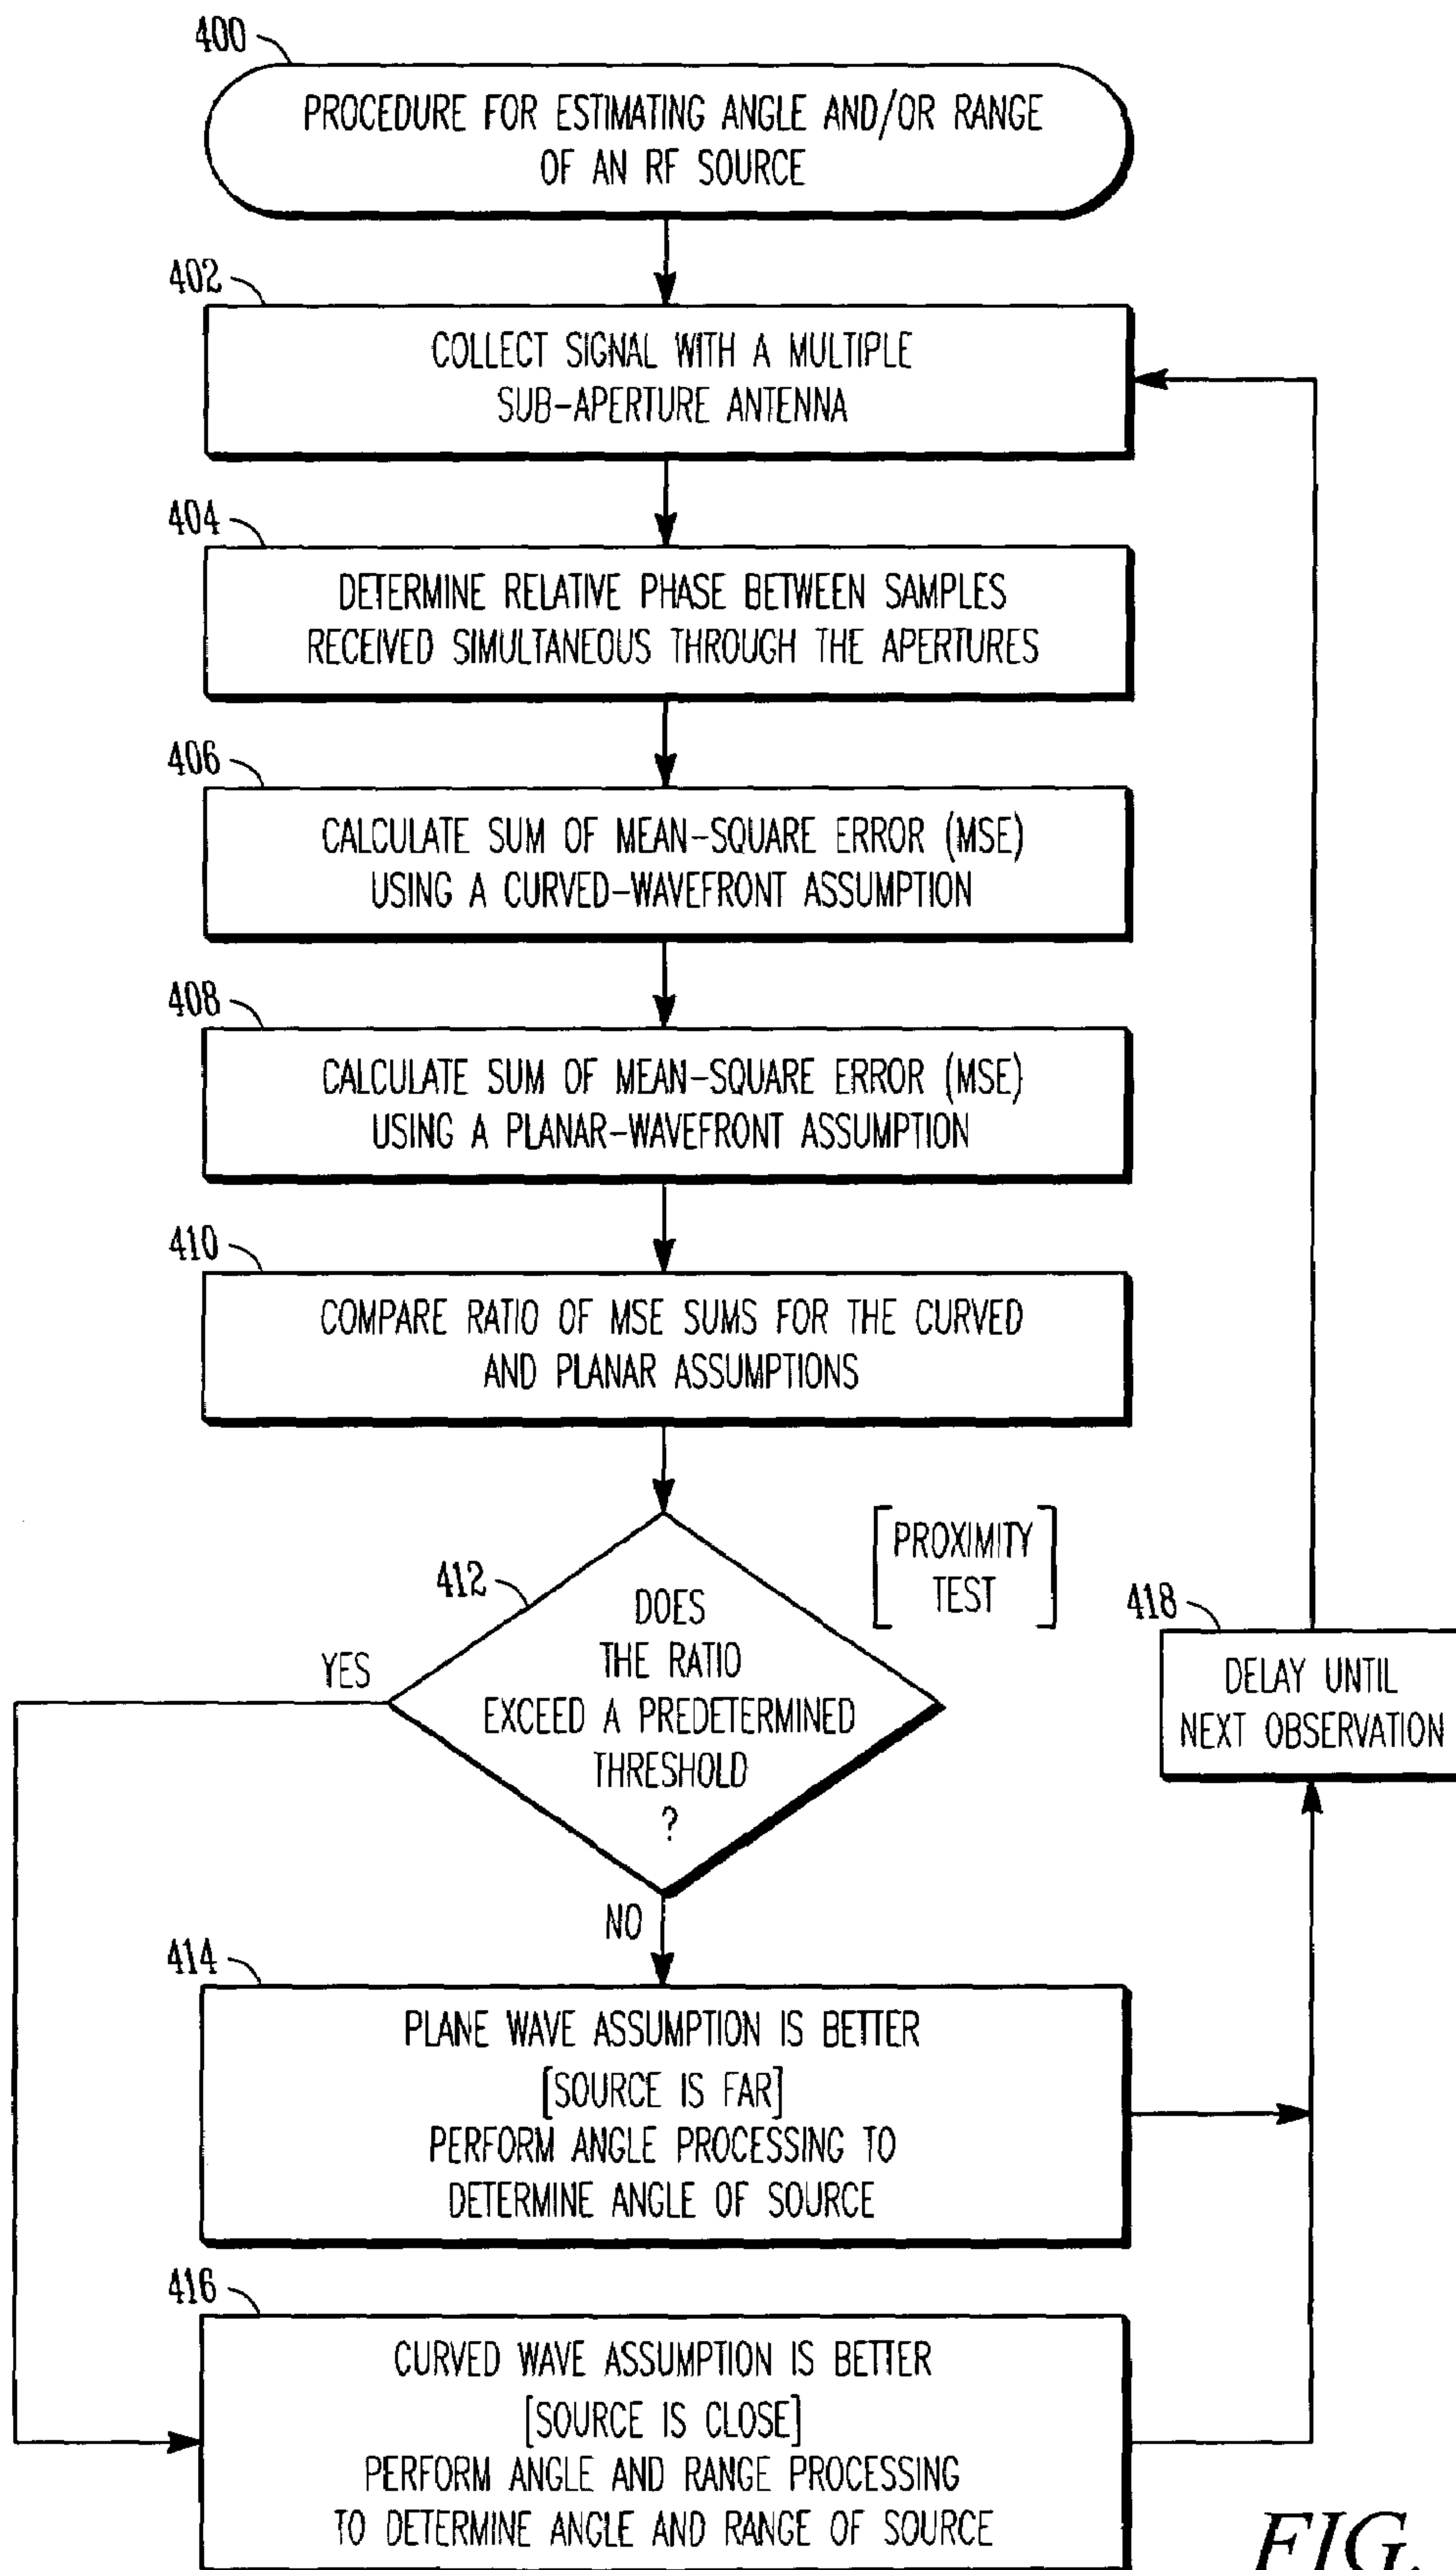 400
PROCEDURE FOR ESTIMATING ANGLE AND/OR RANGE
OF AN RF SOURCE
402
COLLECT SIGNAL WITH A MULTIPLE
SUB-APERTURE ANTENNA
404
DETERMINE RELATIVE PHASE BETWEEN SAMPLES
RECEIVED SIMULTANEOUS THROUGH THE APERTURES
406
CALCULATE SUM OF MEAN-SQUARE ERROR (MSE)
USING A CURVED-WAVEFRONT ASSUMPTION
408
CALCULATE SUM OF MEAN-SQUARE ERROR (MSE)
USING A PLANAR-WAVEFRONT ASSUMPTION
410
COMPARE RATIO OF MSE SUMS FOR THE CURVED
AND PLANAR ASSUMPTIONS
[PROXIMITY
TEST]
412
DOES
THE RATIO
EXCEED A PREDETERMINED
THRESHOLD
?
YES
NO
418
DELAY UNTIL
NEXT OBSERVATION
414
PLANE WAVE ASSUMPTION IS BETTER
[SOURCE IS FAR]
PERFORM ANGLE PROCESSING TO
DETERMINE ANGLE OF SOURCE
416
CURVED WAVE ASSUMPTION IS BETTER
[SOURCE IS CLOSE]
PERFORM ANGLE AND RANGE PROCESSING
TO DETERMINE ANGLE AND RANGE OF SOURCE
FIG.